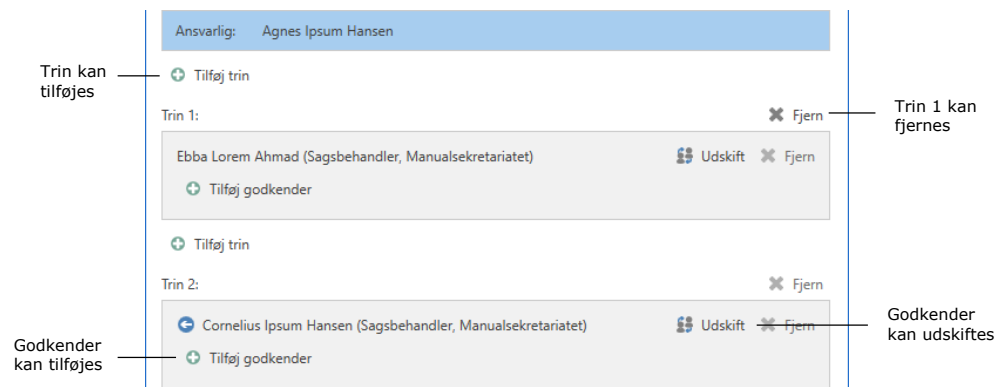 Ansvarlig: Agnes Ipsum Hansen
Trin kan
tilføjes
Tilføj trin
Trin 1:
Fjern
Trin 1 kan
fjernes
Ebba Lorem Ahmad (Sagsbehandler, Manualsekretariatet)
Udskift
Fjern
Tilføj godkender
Tilføj trin
Trin 2:
Fjern
Cornelius Ipsum Hansen (Sagsbehandler, Manualsekretariatet)
Udskift
Fjern
Godkender
kan udskiftes
Godkender
kan tilføjes
Tilføj godkender